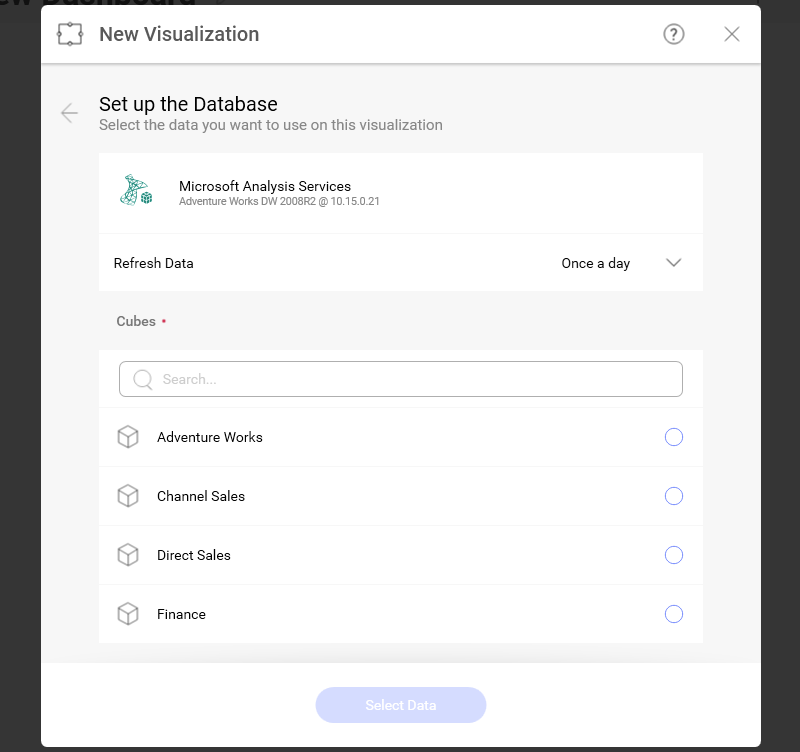 New Visualization
?
Set up the Database
Select the data you want to use on this visualization
Microsoft Analysis Services
Adventure Works DW 2008R2 @ 10.15.0.21
Refresh Data
Once a day
Cubes •
Search...
Adventure Works
Channel Sales
Direct Sales
Finance
Select Data